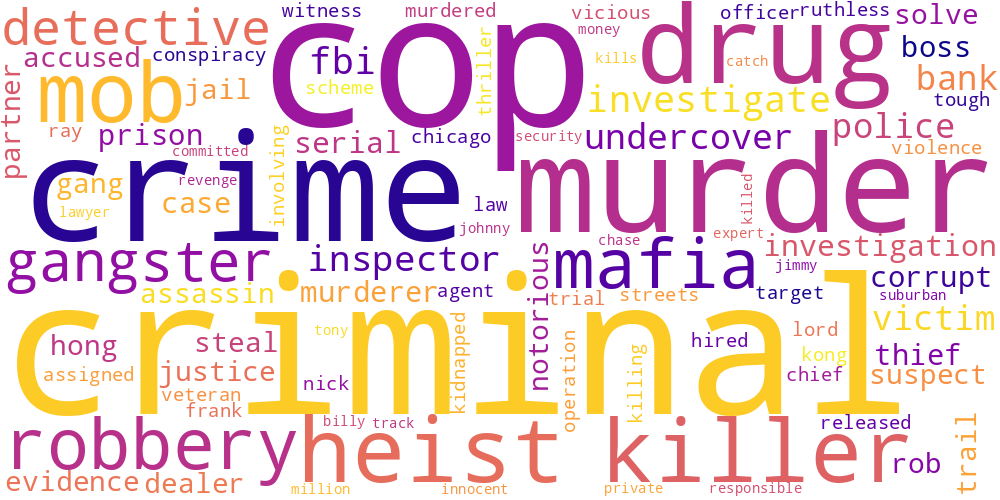 witness
murdered
vicious
officer
ruthless
detective
cop
drug
solve
money
accused
conspiracy
fbi
thriller
kills
catch
boss
partner
mob
jail
scheme
investigate
bank
tough
ray
prison
serial
chicago
security
undercover
police
violence
committed
crime
murder
involving
gang
revenge
killed
lawyer
case
law
johnny
expert
gangster
inspector
notorious
chase
mafia
investigation
jimmy
corrupt
assassin
murderer
agent
trial
streets
target
suburban
criminal
victim
tony
kidnapped
hong
steal
operation
killing
hired
lord
kong
thief
assigned
justice
nick
chief
suspect
veteran
frank
robbery
heist
billy
track
killer
released
trail
rob
evidence
dealer
million
innocent
private
responsible